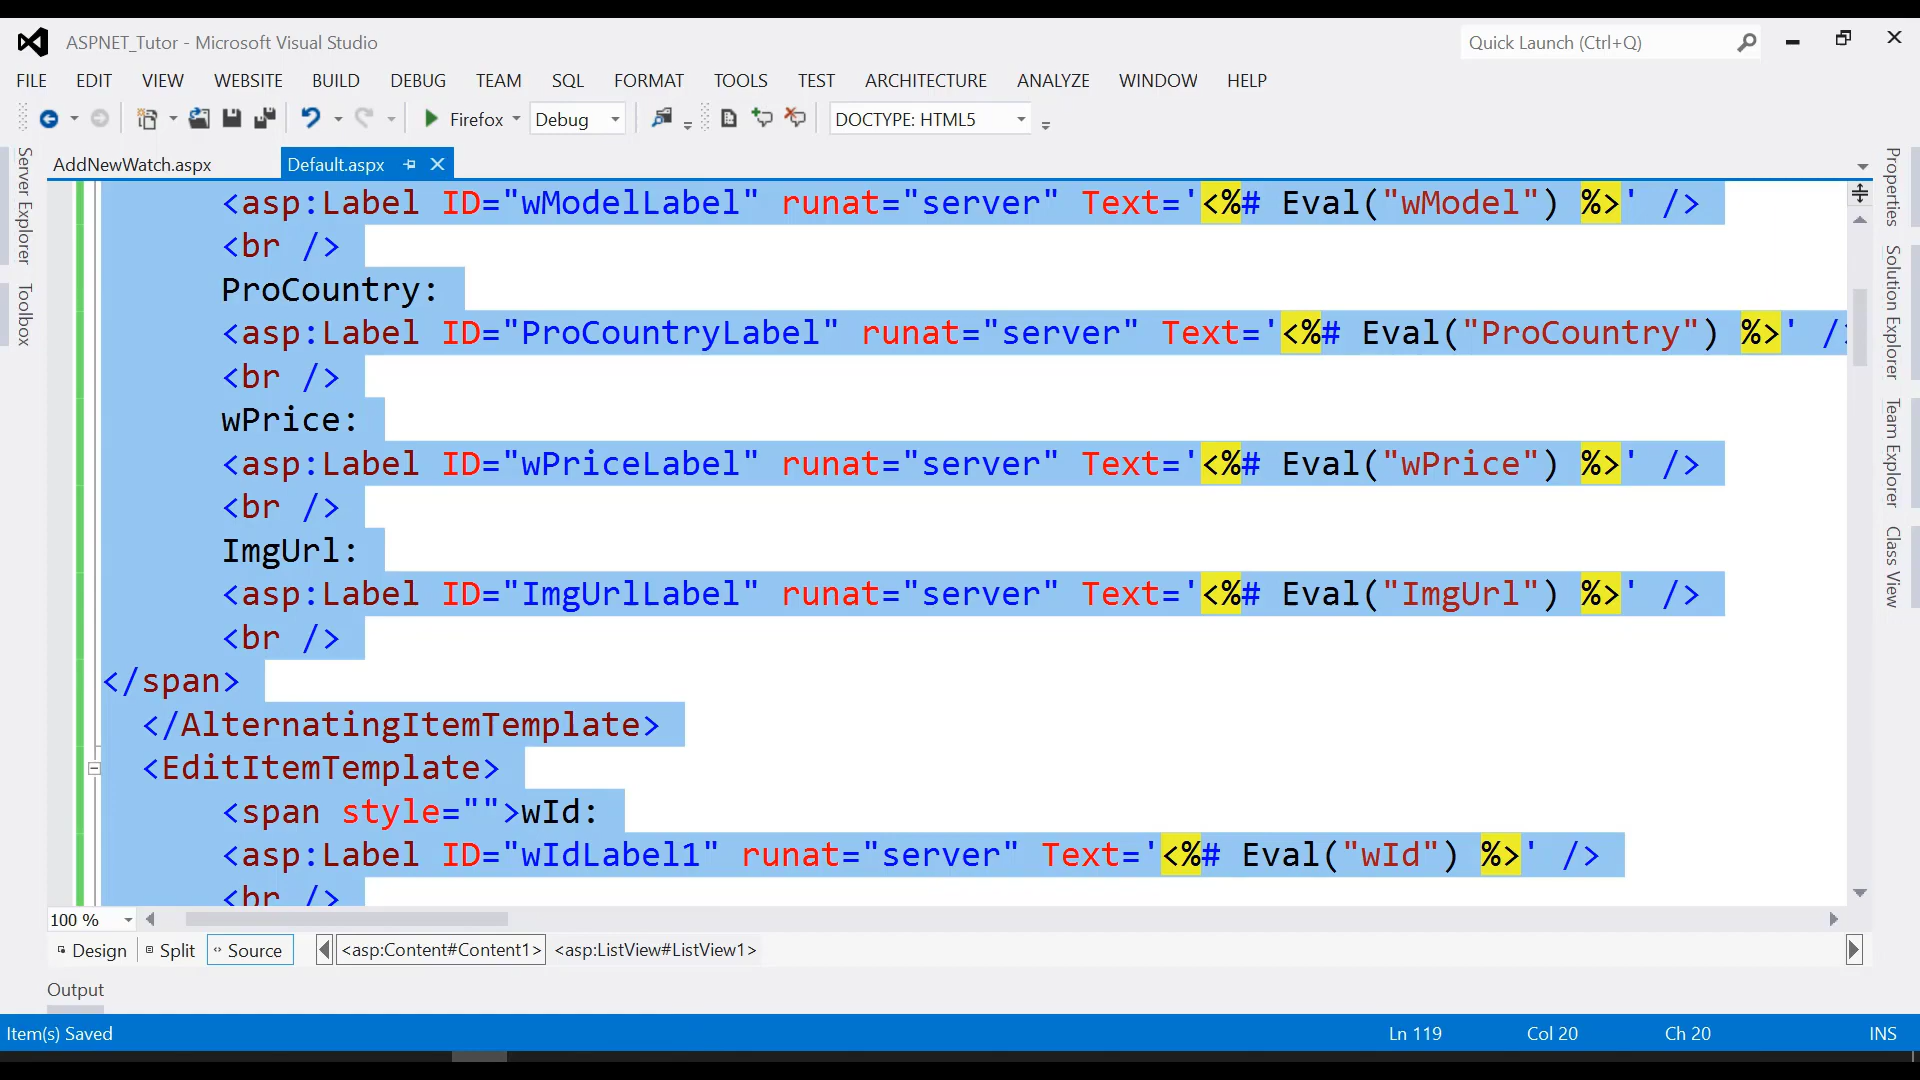 ASPNET_Tutor - Microsoft Visual Studio
Quick Launch (Ctrl+Q)
FILE EDIT VIEW WEBSITE BUILD DEBUG TEAM SQL FORMAT TOOLS TEST ARCHITECTURE ANALYZE WINDOW HELP
Firefox Debug DOCTYPE: HTML5
AddNewWatch.aspx Default.aspx
Server Explorer
Toolbox
<asp:Label ID="wModelLabel" runat="server" Text='<%# Eval("wModel") %>' />
<br />
ProCountry:
<asp:Label ID="ProCountryLabel" runat="server" Text='<%# Eval("ProCountry") %>' />
<br />
wPrice:
<asp:Label ID="wPriceLabel" runat="server" Text='<%# Eval("wPrice") %>' />
<br />
ImgUrl:
<asp:Label ID="ImgUrlLabel" runat="server" Text='<%# Eval("ImgUrl") %>' />
<br />
</span>
</AlternatingItemTemplate>
<EditItemTemplate>
<span style="">wId:
<asp:Label ID="wIdLabel1" runat="server" Text='<%# Eval("wId") %>' />
<br />
Properties
Solution Explorer
Team Explorer
Class View
100 %
Design Split Source <asp:Content#Content1> <asp:ListView#ListView1>
Output
Item(s) Saved Ln 119 Col 20 Ch 20 INS